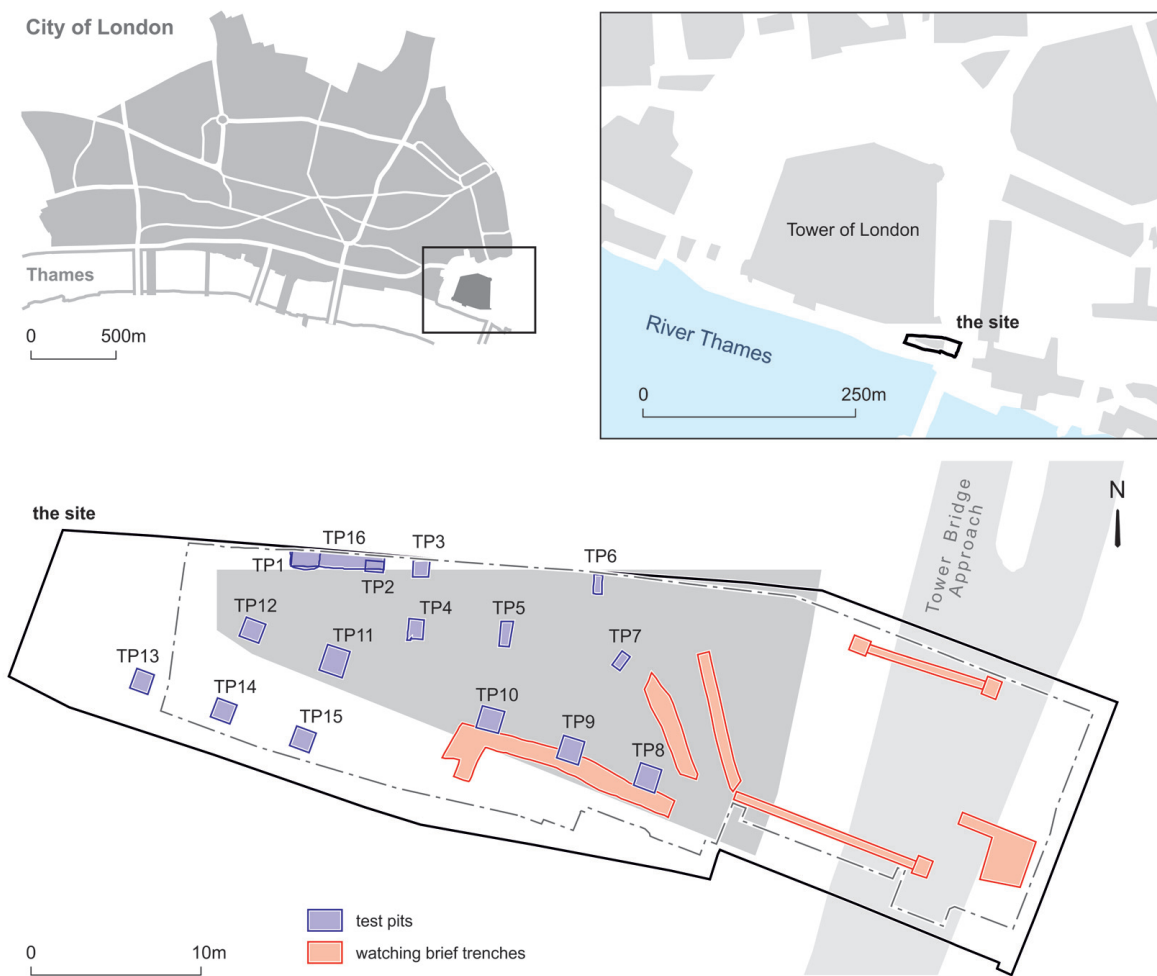 City of London
Thames
0 500m
Tower of London
the site
River Thames
0 250m
the site
N
Tower Bridge
Approach
TP16
TP3
TP6
TP1
TP2
TP12
TP4
TP5
TP11
TP7
TP13
TP14
TP10
TP15
TP9
TP8
test pits
watching brief trenches
0 10m